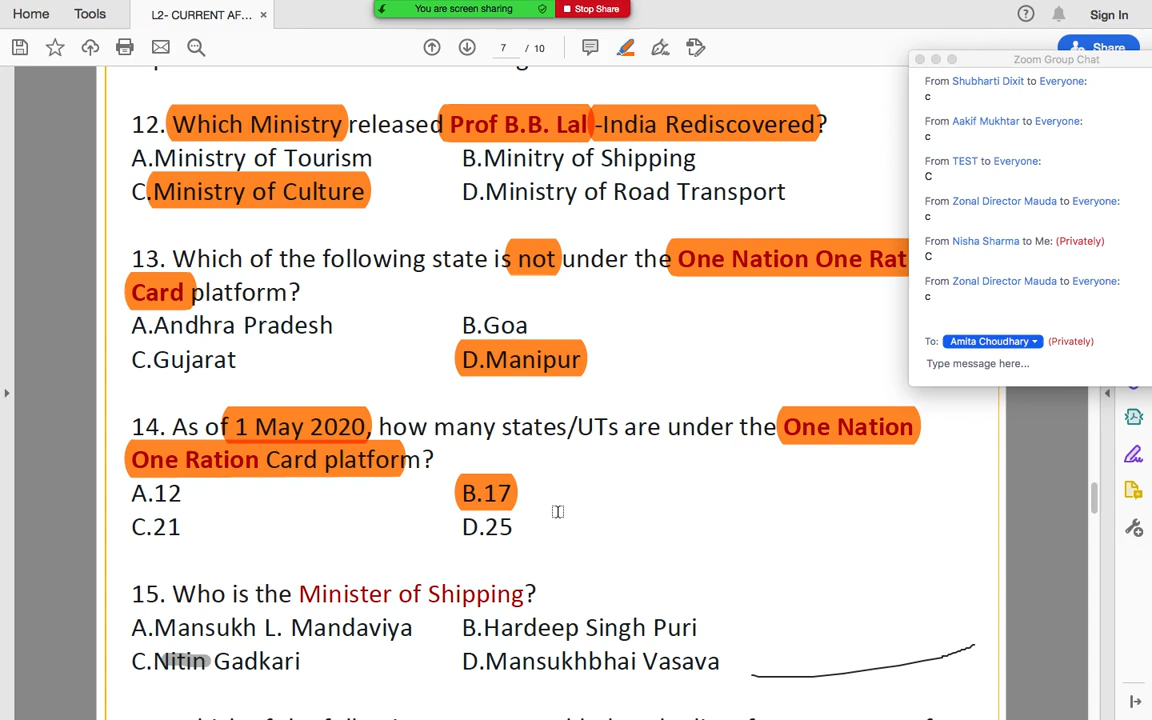 Home Tools L2- CURRENT AF... × You are screen sharing Stop Share Sign In
7 / 10 Share
Zoom Group Chat
From Shubharti Dixit to Everyone:
c
From Aakif Mukhtar to Everyone:
c
From TEST to Everyone:
C
From Zonal Director Mauda to Everyone:
c
From Nisha Sharma to Me: (Privately)
C
From Zonal Director Mauda to Everyone:
c
To: Amita Choudhary (Privately)
Type message here...
12. Which Ministry released Prof B.B. Lal -India Rediscovered?
A.Ministry of Tourism B.Minitry of Shipping
C.Ministry of Culture D.Ministry of Road Transport
13. Which of the following state is not under the One Nation One Rat
Card platform?
A.Andhra Pradesh B.Goa
C.Gujarat D.Manipur
14. As of 1 May 2020, how many states/UTs are under the One Nation
One Ration Card platform?
A.12 B.17
C.21 D.25
15. Who is the Minister of Shipping?
A.Mansukh L. Mandaviya B.Hardeep Singh Puri
C.Nitin Gadkari D.Mansukhbhai Vasava